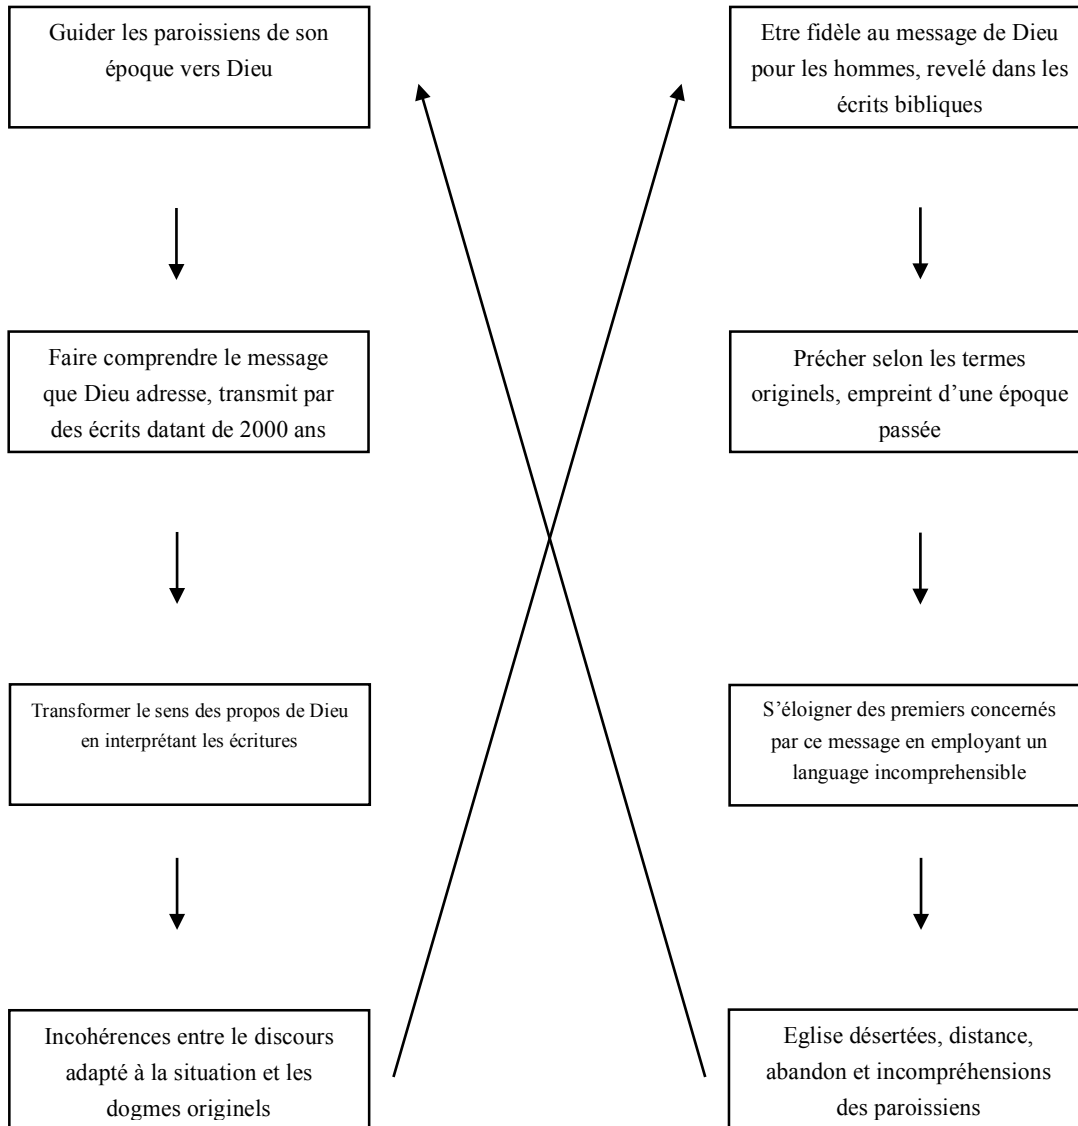 Guider les paroissiens de son
époque vers Dieu
Etre fidèle au message de Dieu
pour les hommes, revelé dans les
écrits bibliques
Faire comprendre le message
que Dieu adresse, transmit par
des écrits datant de 2000 ans
Précher selon les termes
originels, empreint d’une époque
passée
Transformer le sens des propos de Dieu
en interprétant les écritures
S’éloigner des premiers concernés
par ce message en employant un
language incomprehensible
Incohérences entre le discours
adapté à la situation et les
dogmes originels
Eglise désertées, distance,
abandon et incompréhensions
des paroissiens